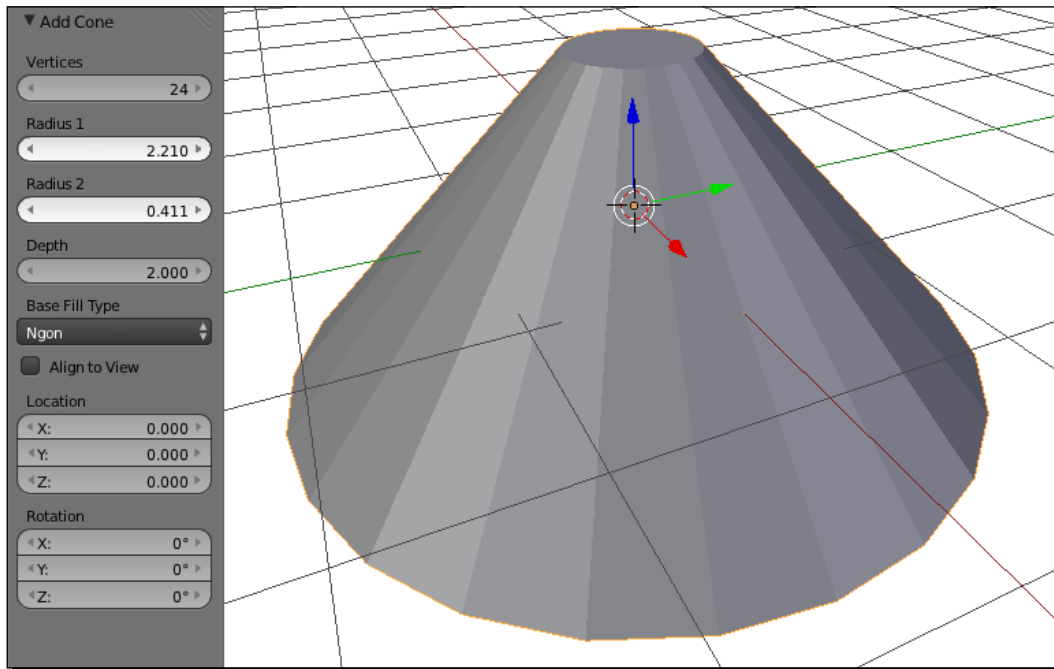 Add Cone
Vertices
24
Radius 1
2.210
Radius 2
0.411
Depth
2.000
Base Fill Type
Ngon
Align to View
Location
X: 0.000
Y: 0.000
Z: 0.000
Rotation
X: 0°
Y: 0°
Z: 0°